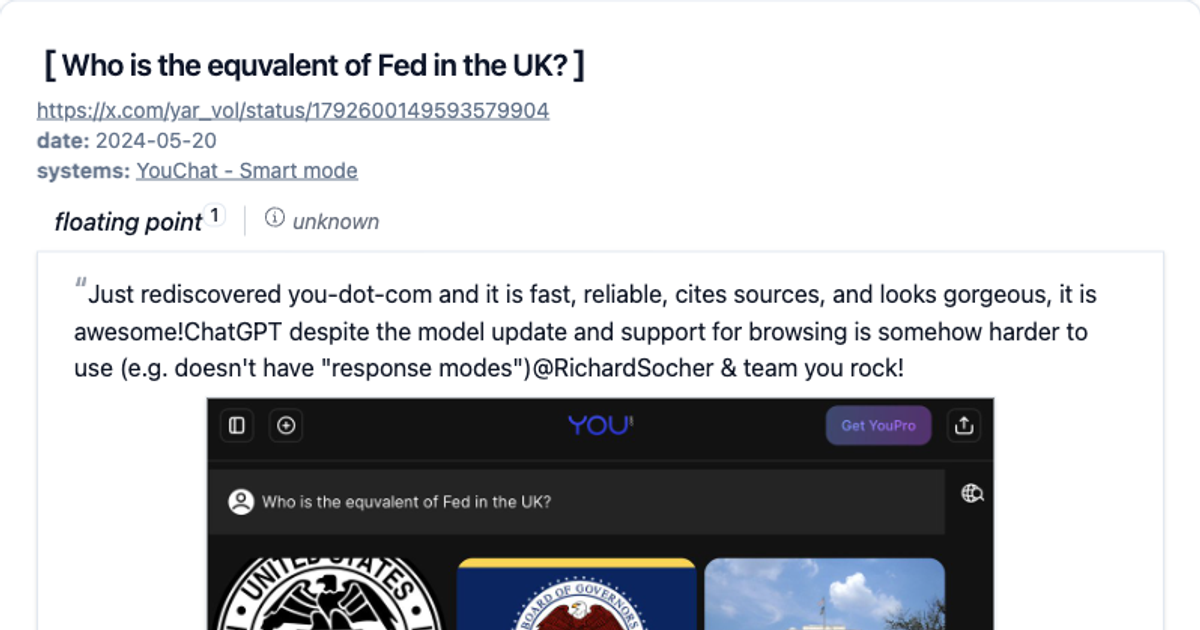 [ Who is the equvalent of Fed in the UK? ]
https://x.com/yar_vol/status/1792600149593579904
date: 2024-05-20
systems: YouChat - Smart mode
floating point 1 unknown
"Just rediscovered you-dot-com and it is fast, reliable, cites sources, and looks gorgeous, it is
awesome!ChatGPT despite the model update and support for browsing is somehow harder to
use (e.g. doesn't have "response modes")@RichardSocher & team you rock!
YOU Get YouPro
Who is the equvalent of Fed in the UK?
UNITED STATES
BOARD OF GOVERNORS